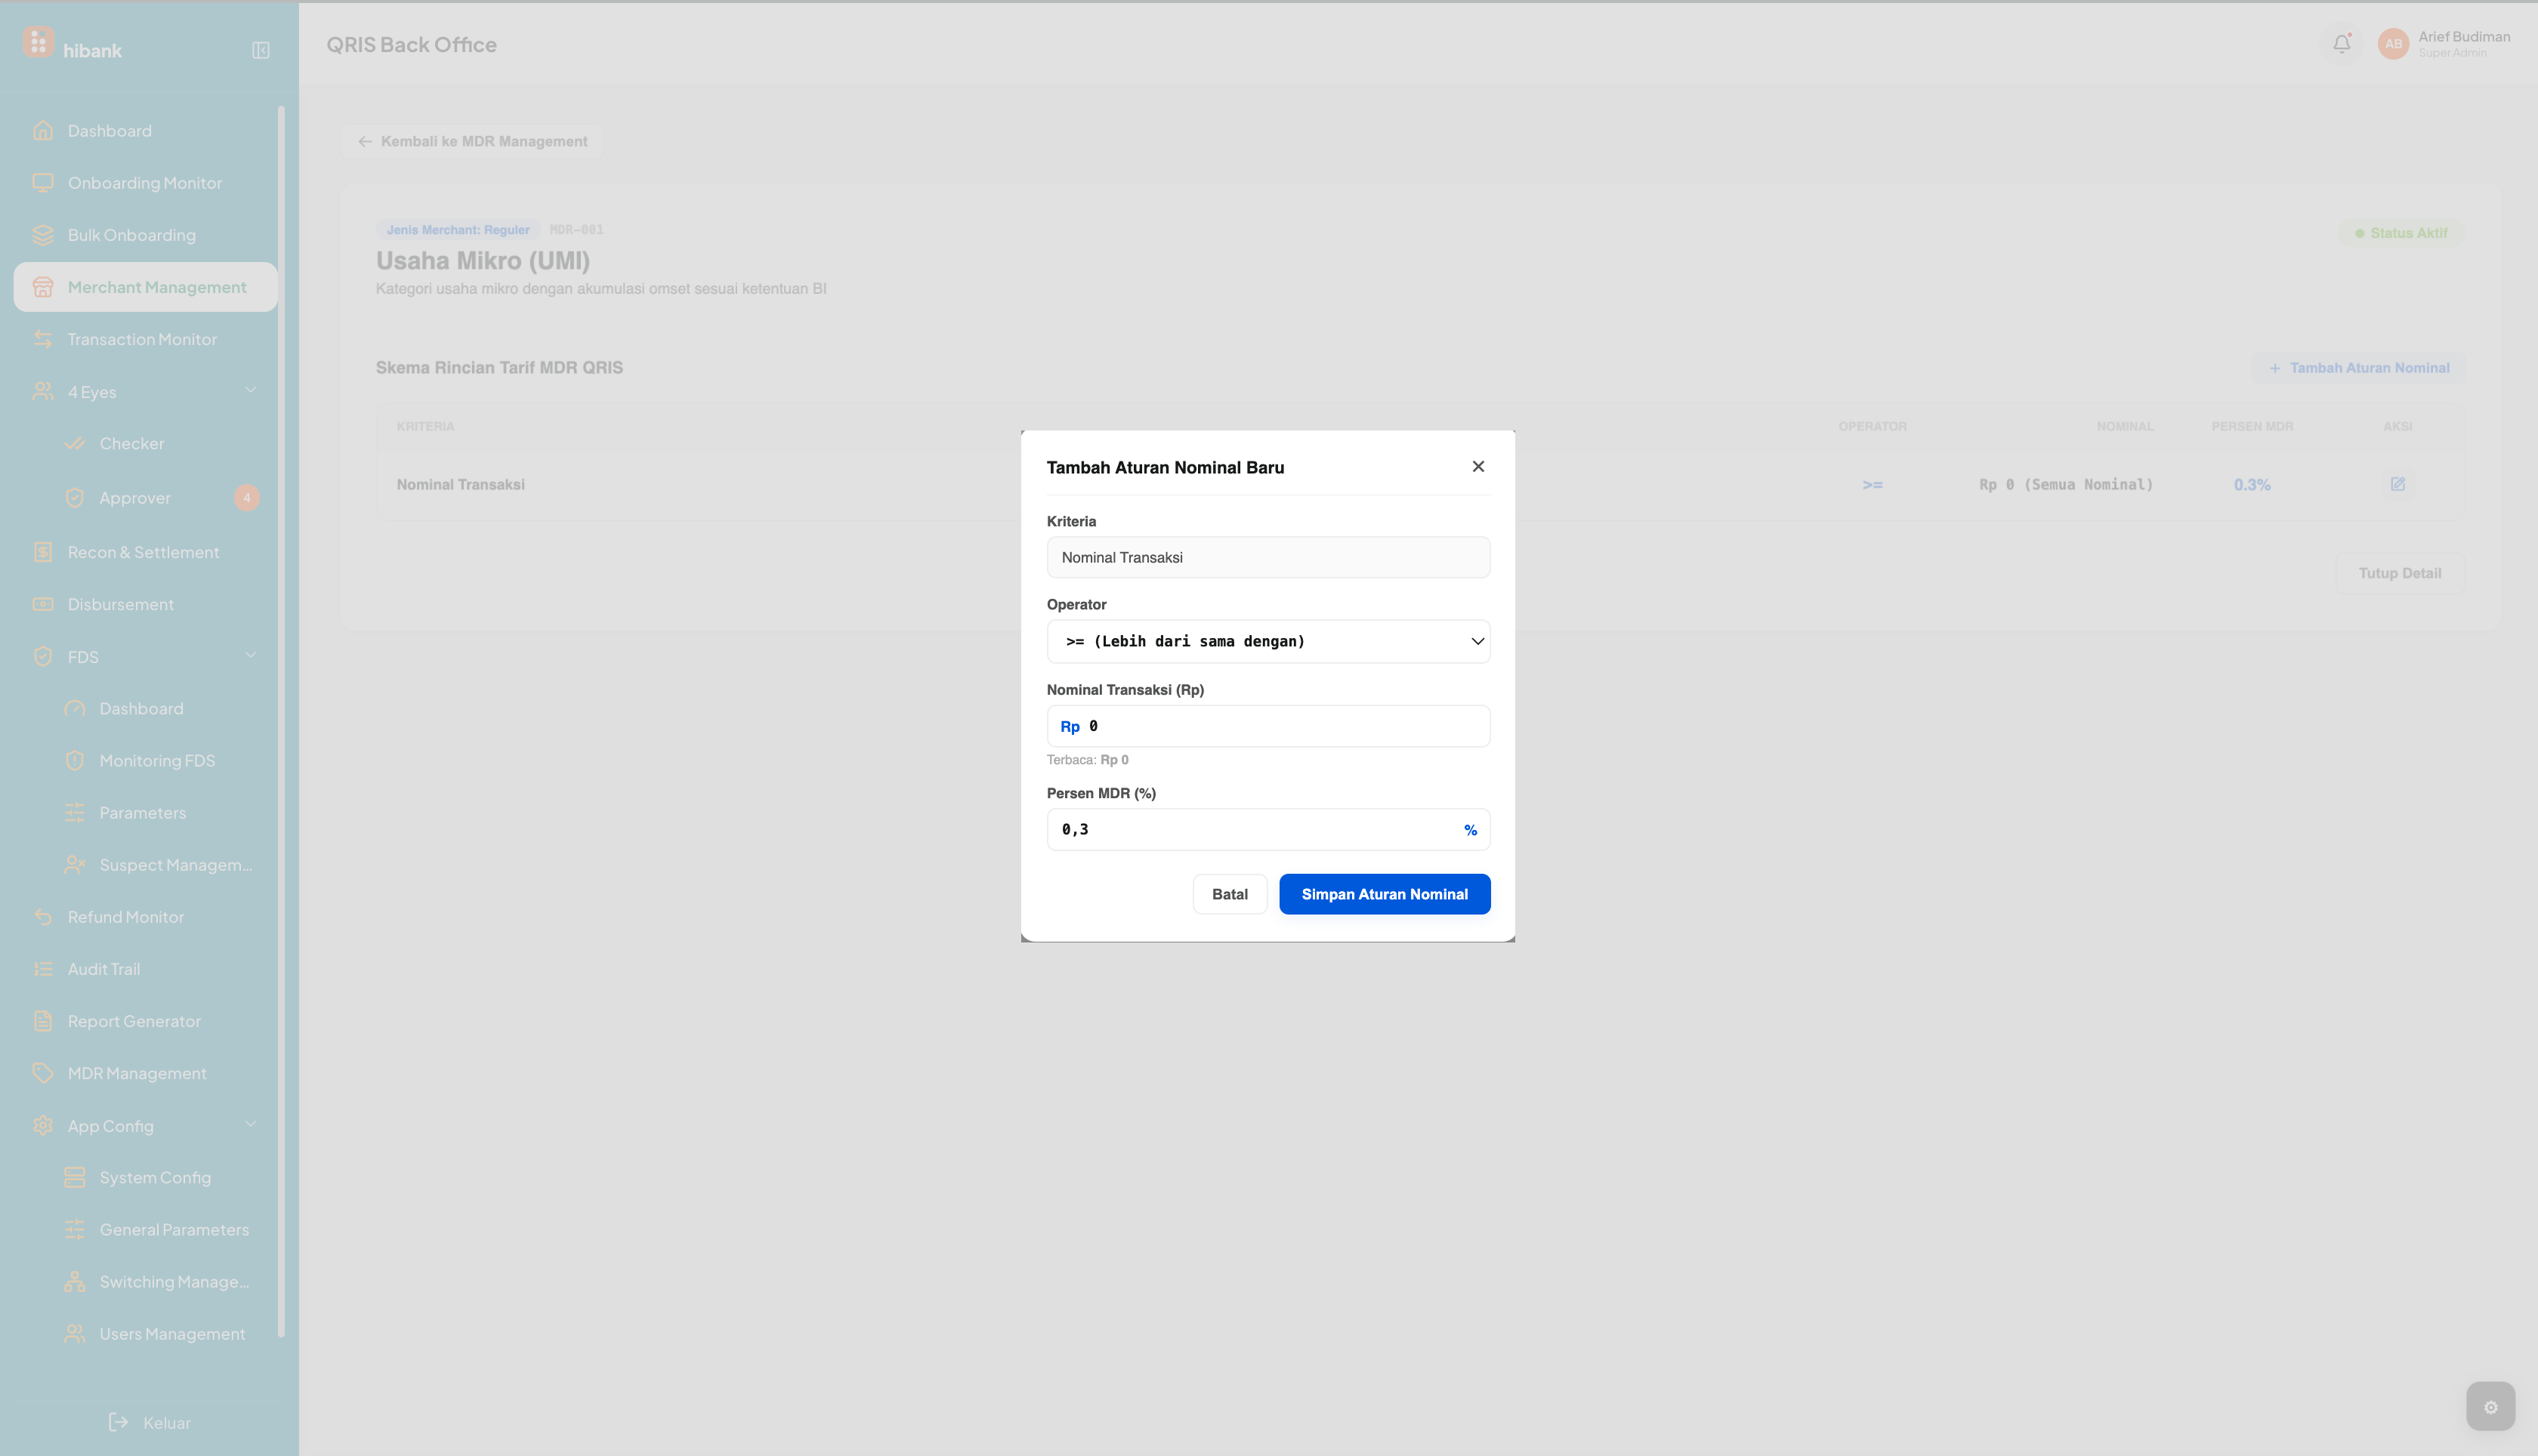 hibank
QRIS Back Office
AB
Arief Budiman
Super Admin
Dashboard
Onboarding Monitor
Bulk Onboarding
Merchant Management
Transaction Monitor
4 Eyes
Checker
Approver 4
Recon & Settlement
Disbursement
FDS
Dashboard
Monitoring FDS
Parameters
Suspect Managem...
Refund Monitor
Audit Trail
Report Generator
MDR Management
App Config
System Config
General Parameters
Switching Manage...
Users Management
Keluar
← Kembali ke MDR Management
Jenis Merchant: Reguler MDR-001
Status Aktif
Usaha Mikro (UMI)
Kategori usaha mikro dengan akumulasi omset sesuai ketentuan BI
Skema Rincian Tarif MDR QRIS
+ Tambah Aturan Nominal
KRITERIA OPERATOR NOMINAL PERSEN MDR AKSI
Nominal Transaksi >= Rp 0 (Semua Nominal) 0.3%
Tutup Detail
Tambah Aturan Nominal Baru
Kriteria
Nominal Transaksi
Operator
>= (Lebih dari sama dengan)
Nominal Transaksi (Rp)
Rp 0
Terbaca: Rp 0
Persen MDR (%)
0,3 %
Batal Simpan Aturan Nominal